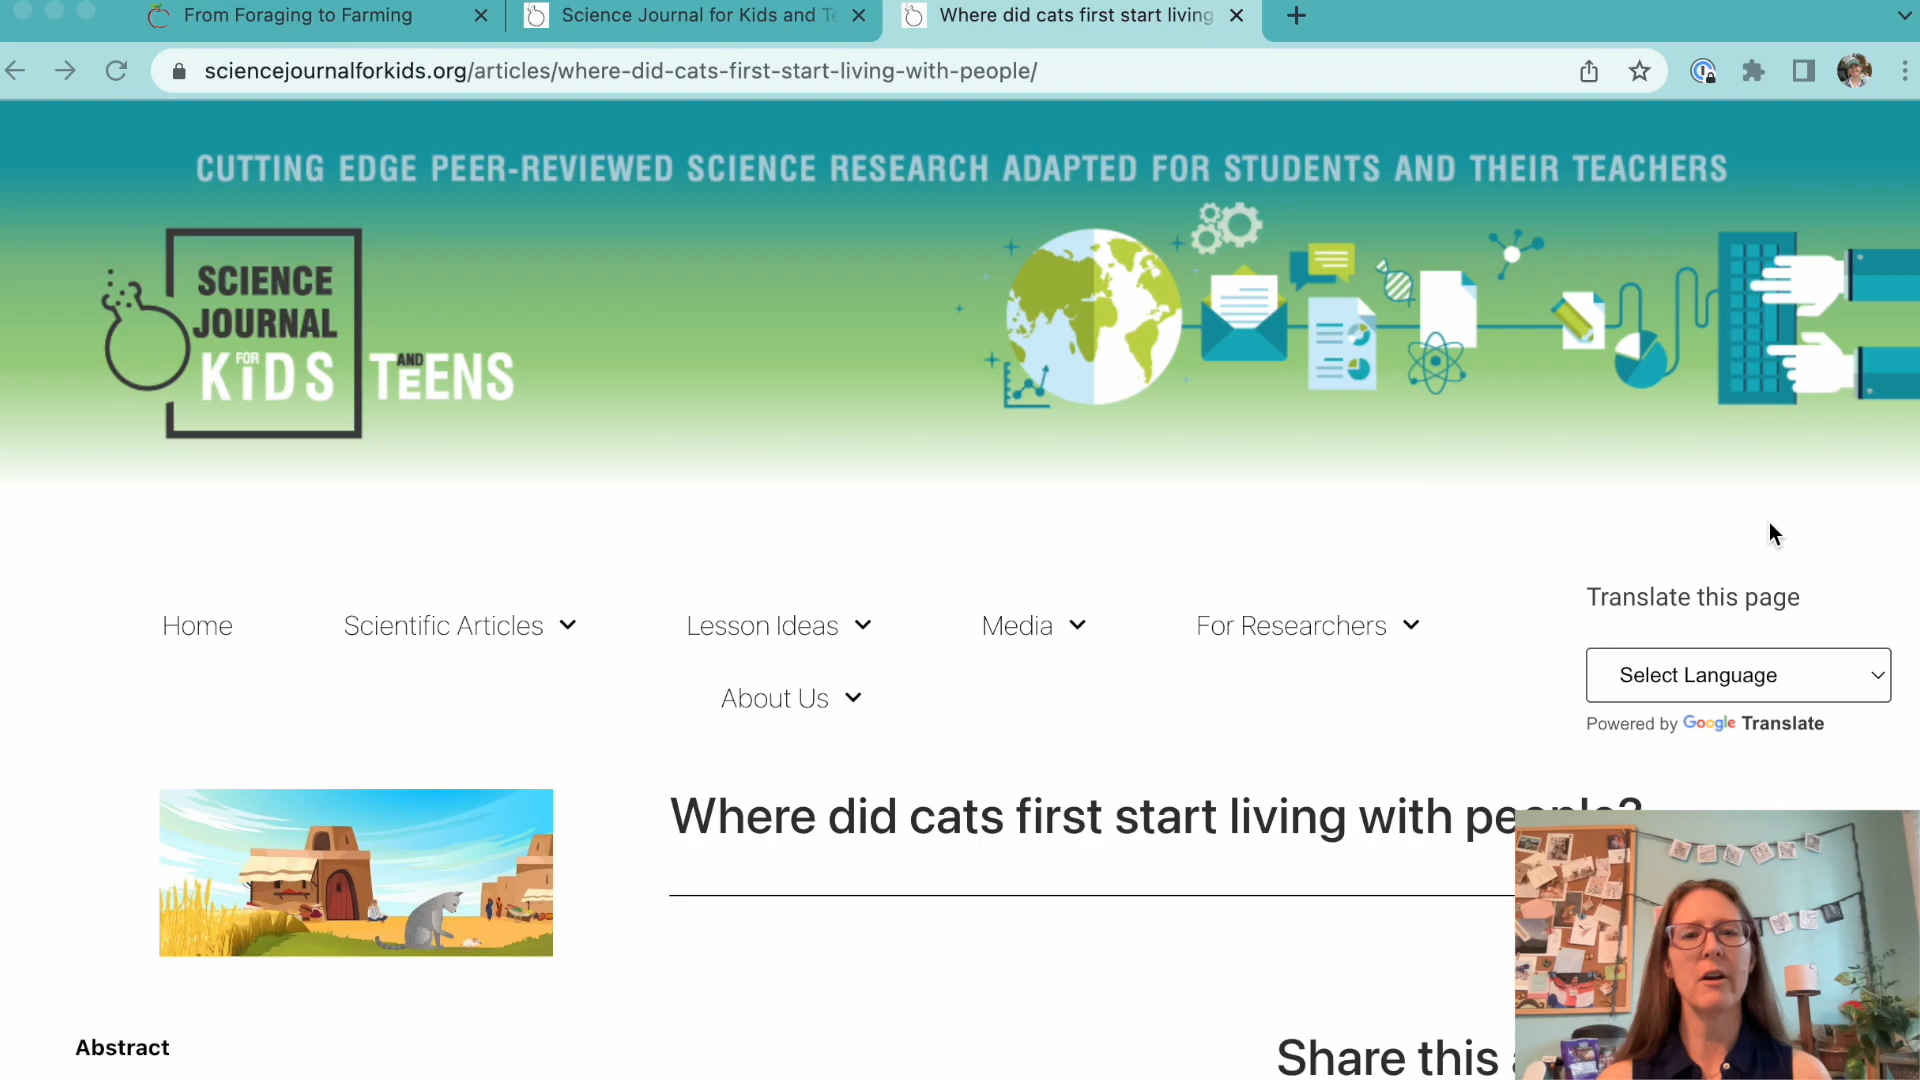 From Foraging to Farming
Science Journal for Kids and Te
Where did cats first start living
sciencejournalforkids.org/articles/where-did-cats-first-start-living-with-people/
CUTTING EDGE PEER-REVIEWED SCIENCE RESEARCH ADAPTED FOR STUDENTS AND THEIR TEACHERS
SCIENCE
JOURNAL
FOR
KIDS AND TEENS
Translate this page
Home
Scientific Articles
Lesson Ideas
Media
For Researchers
Select Language
About Us
Powered by Google Translate
Where did cats first start living with people?
Abstract
Share this